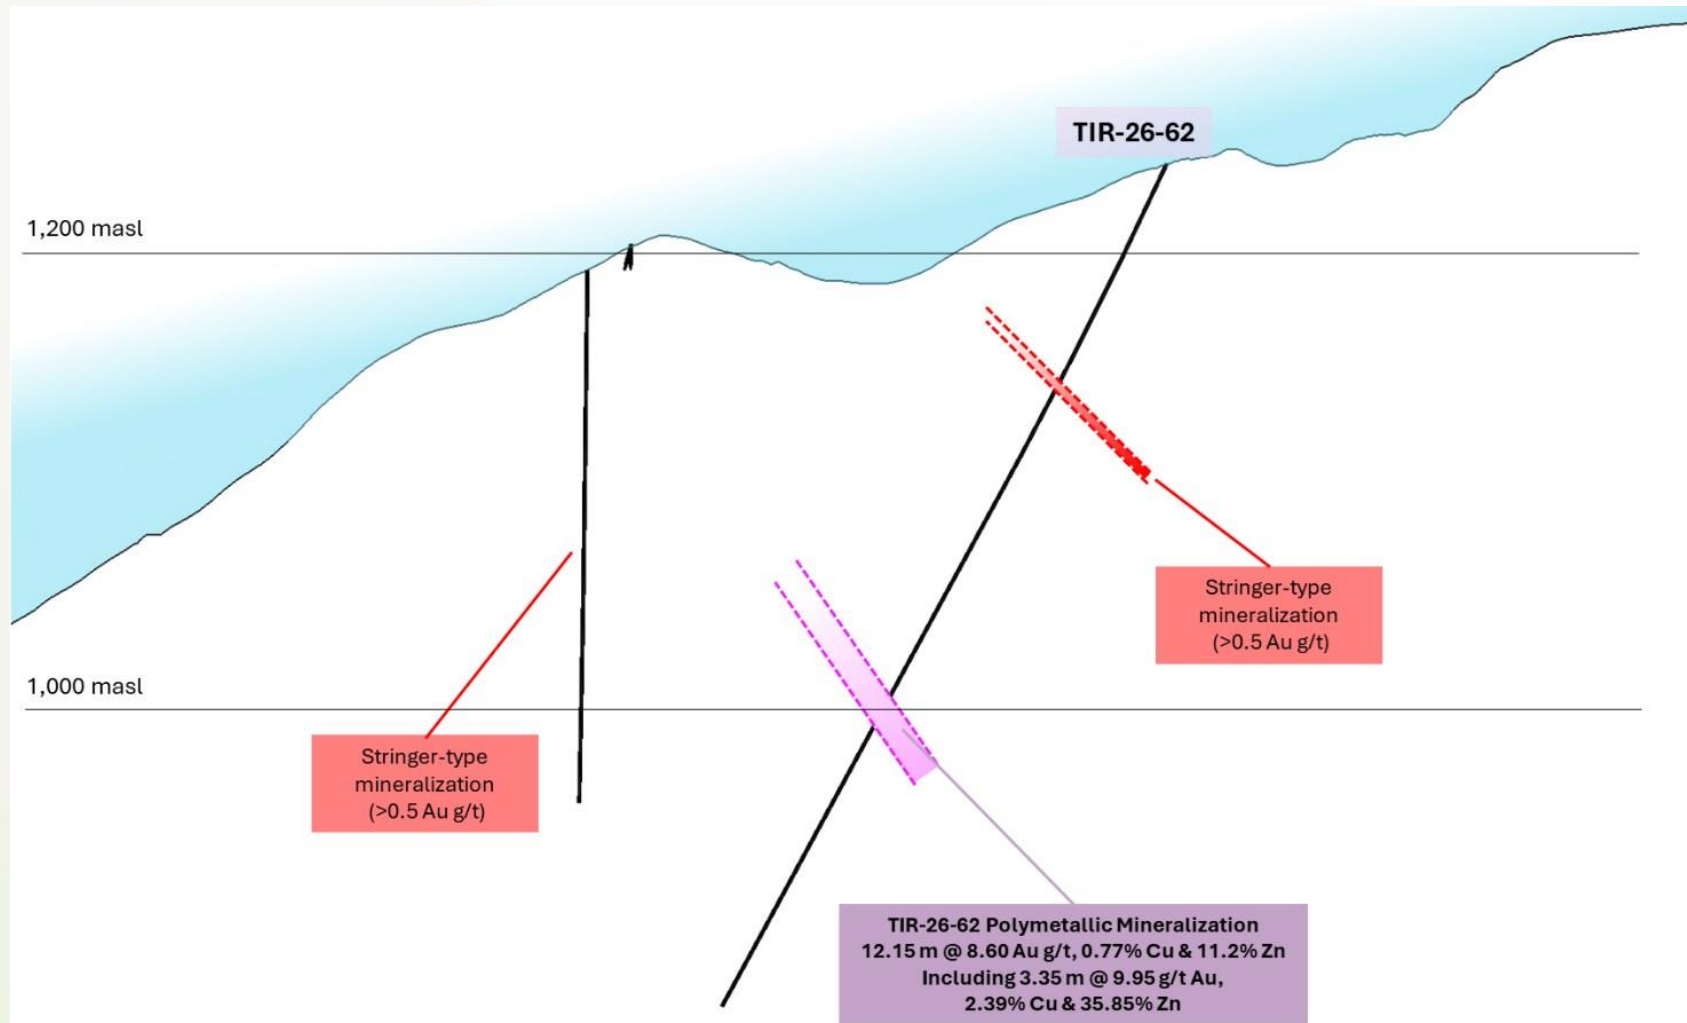 TIR-26-62
1,200 masl
Stringer-type
mineralization
(>0.5 Au g/t)
1,000 masl
Stringer-type
mineralization
(>0.5 Au g/t)
TIR-26-62 Polymetallic Mineralization
12.15 m @ 8.60 Au g/t, 0.77% Cu & 11.2% Zn
Including 3.35 m @ 9.95 g/t Au,
2.39% Cu & 35.85% Zn